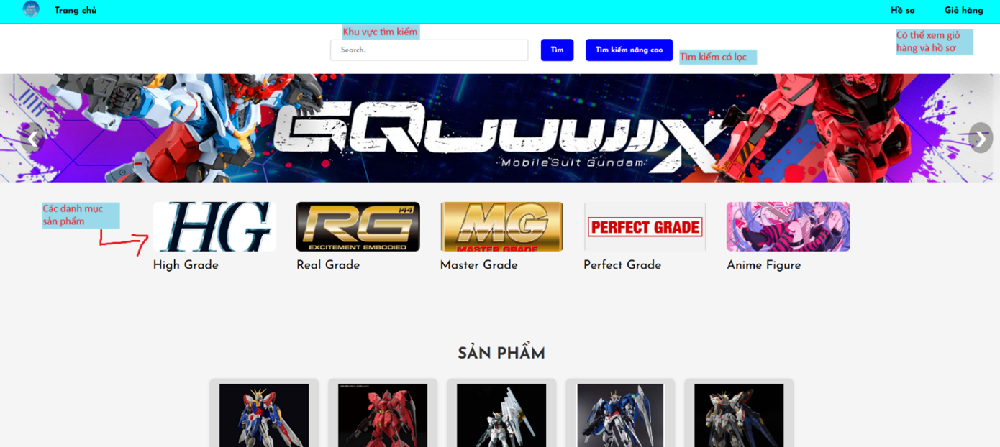 Trang chủ
Hồ sơ
Giỏ hàng
Khu vực tìm kiếm
Search..
Tìm
Tìm kiếm nâng cao
Tìm kiếm có lọc
Có thể xem giỏ
hàng và hồ sơ
GQuuuuuuX
MobileSuit Gundam
❮
❯
Các danh mục
sản phẩm
HG
RG
1/44
EXCITEMENT EMBODIED
MG
MASTER GRADE
PERFECT GRADE
High Grade
Real Grade
Master Grade
Perfect Grade
Anime Figure
SẢN PHẨM